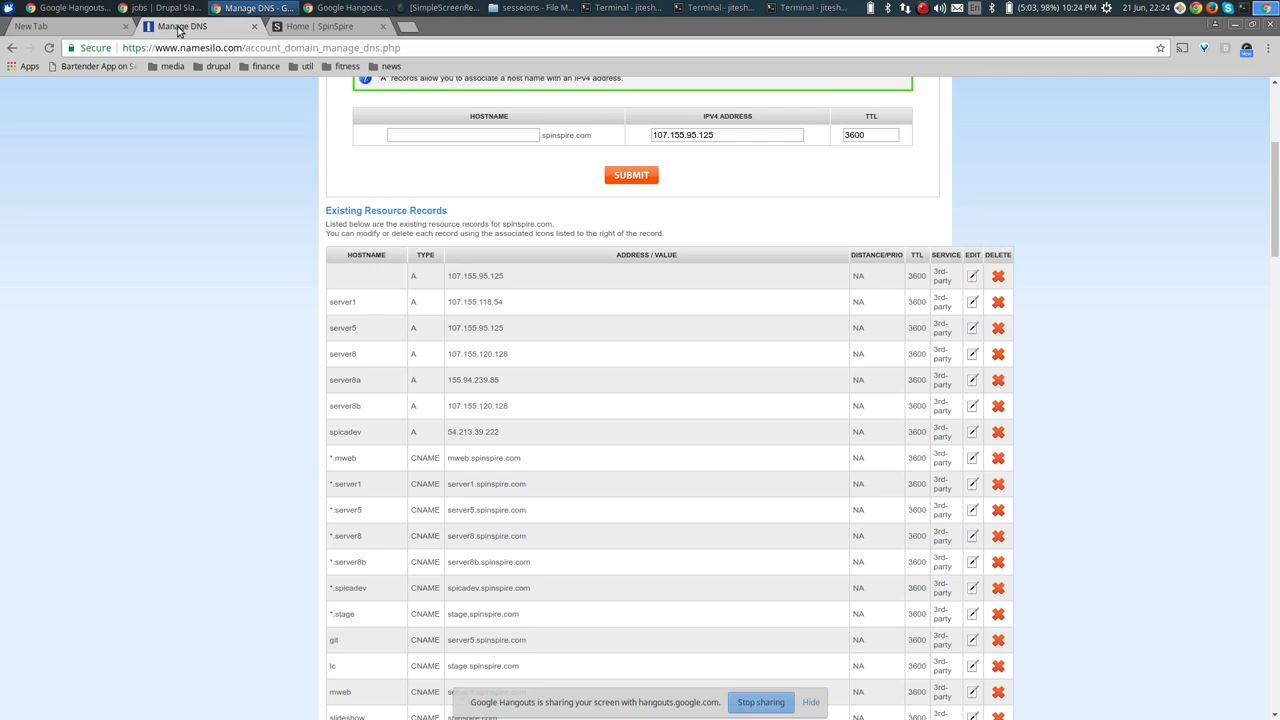 Manage DNS - G...
Google Hangouts...
Jobs | Drupal Sla...
Manage DNS - G...
Google Hangouts...
[SimpleScreenRe...
sesssions - File M...
Terminal - jitesh...
Terminal - jitesh...
Terminal - jitesh...
(5:03, 98%)
10:24 PM
21 Jun, 22:24
New Tab
Manage DNS
Home | SpinSpire
Secure
https://www.namesilo.com/account_domain_manage_dns.php
Apps
Bartender App on Sa
media
drupal
finance
util
fitness
news
"A" records allow you to associate a host name with an IPv4 address.
HOSTNAME IPV4 ADDRESS TTL
.spinspire.com 107.155.95.125 3600
SUBMIT
Existing Resource Records
Listed below are the existing resource records for spinspire.com.
You can modify or delete each record using the associated icons listed to the right of the record.
HOSTNAME TYPE ADDRESS / VALUE DISTANCE/PRIO TTL SERVICE EDIT DELETE
A 107.155.95.125 NA 3600 3rd-party
server1 A 107.155.118.54 NA 3600 3rd-party
server5 A 107.155.95.125 NA 3600 3rd-party
server8 A 107.155.120.128 NA 3600 3rd-party
server8a A 155.94.239.85 NA 3600 3rd-party
server8b A 107.155.120.128 NA 3600 3rd-party
spicadev A 54.213.39.222 NA 3600 3rd-party
*.mweb CNAME mweb.spinspire.com NA 3600 3rd-party
*.server1 CNAME server1.spinspire.com NA 3600 3rd-party
*.server5 CNAME server5.spinspire.com NA 3600 3rd-party
*.server8 CNAME server8.spinspire.com NA 3600 3rd-party
*.server8b CNAME server8b.spinspire.com NA 3600 3rd-party
*.spicadev CNAME spicadev.spinspire.com NA 3600 3rd-party
*.stage CNAME stage.spinspire.com NA 3600 3rd-party
git CNAME server5.spinspire.com NA 3600 3rd-party
lc CNAME stage.spinspire.com NA 3600 3rd-party
mweb CNAME NA 3600 3rd-party
Google Hangouts is sharing your screen with hangouts.google.com.
Stop sharing
Hide
slideshow CNAME spinspire.com NA 3600 3rd-